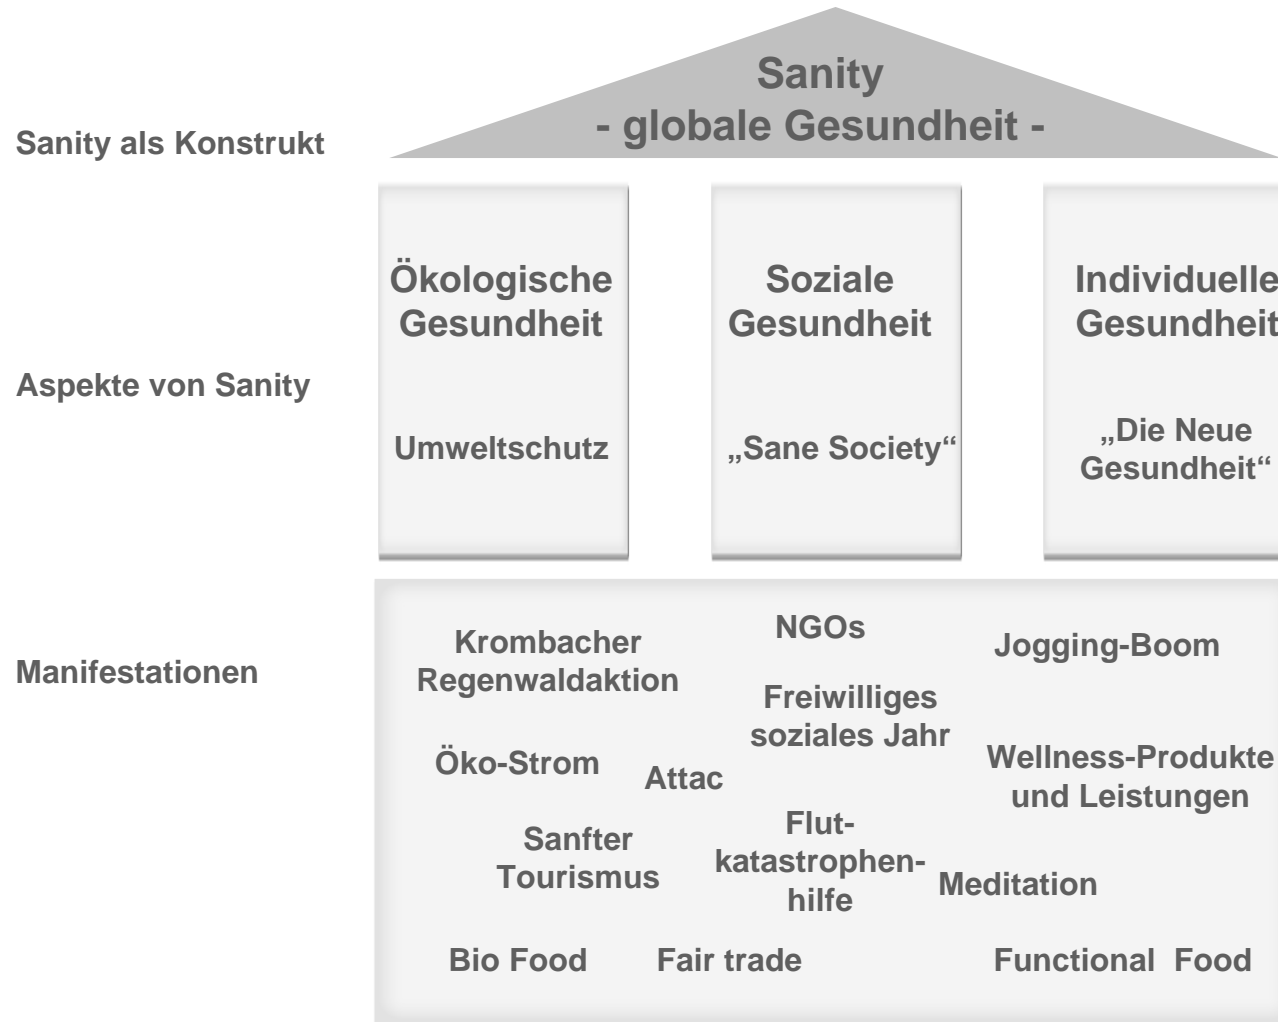 Sanity
- globale Gesundheit -
Sanity als Konstrukt
Ökologische
Gesundheit
Umweltschutz
Soziale
Gesundheit
„Sane Society“
Individuelle
Gesundheit
„Die Neue
Gesundheit“
Aspekte von Sanity
Manifestationen
Krombacher
Regenwaldaktion
NGOs
Jogging-Boom
Freiwilliges
soziales Jahr
Öko-Strom
Attac
Wellness-Produkte
und Leistungen
Sanfter
Tourismus
Flut-
katastrophen-
hilfe
Meditation
Bio Food
Fair trade
Functional Food